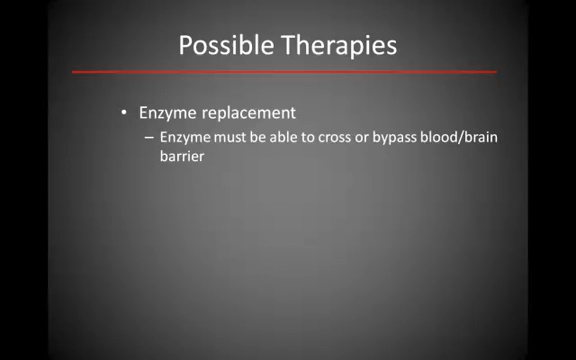 Possible Therapies
• Enzyme replacement
– Enzyme must be able to cross or bypass blood/brain
barrier